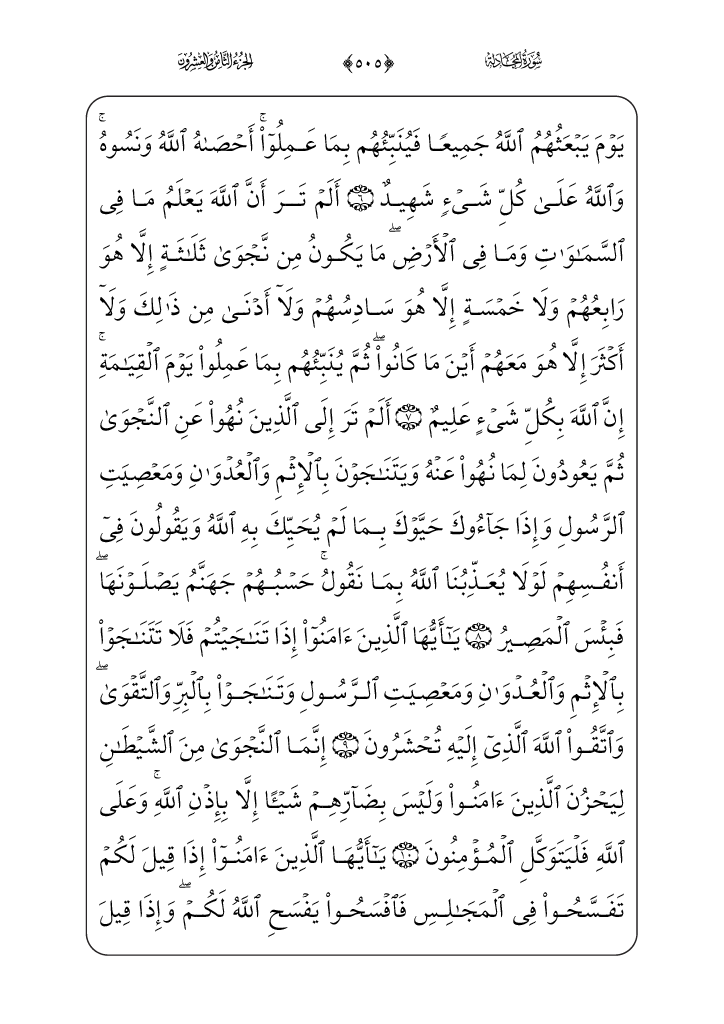 سُورَةُ المُجَادلة ﴿٥٠٥﴾ الجُزْءُ الثَّامِنُ وَالعِشْرُونَ
يَوۡمَ يَبۡعَثُهُمُ ٱللَّهُ جَمِيعٗا فَيُنَبِّئُهُم بِمَا عَمِلُوٓاْۚ أَحۡصَىٰهُ ٱللَّهُ وَنَسُوهُۚ
وَٱللَّهُ عَلَىٰ كُلِّ شَيۡءٖ شَهِيدٌ ٦ أَلَمۡ تَرَ أَنَّ ٱللَّهَ يَعۡلَمُ مَا فِي
ٱلسَّمَٰوَٰتِ وَمَا فِي ٱلۡأَرۡضِۖ مَا يَكُونُ مِن نَّجۡوَىٰ ثَلَٰثَةٍ إِلَّا هُوَ
رَابِعُهُمۡ وَلَا خَمۡسَةٍ إِلَّا هُوَ سَادِسُهُمۡ وَلَآ أَدۡنَىٰ مِن ذَٰلِكَ وَلَآ
أَكۡثَرَ إِلَّا هُوَ مَعَهُمۡ أَيۡنَ مَا كَانُواْۖ ثُمَّ يُنَبِّئُهُم بِمَا عَمِلُواْ يَوۡمَ ٱلۡقِيَٰمَةِۚ
إِنَّ ٱللَّهَ بِكُلِّ شَيۡءٍ عَلِيمٌ ٧ أَلَمۡ تَرَ إِلَى ٱلَّذِينَ نُهُواْ عَنِ ٱلنَّجۡوَىٰ
ثُمَّ يَعُودُونَ لِمَا نُهُواْ عَنۡهُ وَيَتَنَٰجَوۡنَ بِٱلۡإِثۡمِ وَٱلۡعُدۡوَٰنِ وَمَعۡصِيَتِ
ٱلرَّسُولِ وَإِذَا جَآءُوكَ حَيَّوۡكَ بِمَا لَمۡ يُحَيِّكَ بِهِ ٱللَّهُ وَيَقُولُونَ فِيٓ
أَنفُسِهِمۡ لَوۡلَا يُعَذِّبُنَا ٱللَّهُ بِمَا نَقُولُۚ حَسۡبُهُمۡ جَهَنَّمُ يَصۡلَوۡنَهَاۖ
فَبِئۡسَ ٱلۡمَصِيرُ ٨ يَٰٓأَيُّهَا ٱلَّذِينَ ءَامَنُوٓاْ إِذَا تَنَٰجَيۡتُمۡ فَلَا تَتَنَٰجَوۡاْ
بِٱلۡإِثۡمِ وَٱلۡعُدۡوَٰنِ وَمَعۡصِيَتِ ٱلرَّسُولِ وَتَنَٰجَوۡاْ بِٱلۡبِرِّ وَٱلتَّقۡوَىٰۖ
وَٱتَّقُواْ ٱللَّهَ ٱلَّذِيٓ إِلَيۡهِ تُحۡشَرُونَ ٩ إِنَّمَا ٱلنَّجۡوَىٰ مِنَ ٱلشَّيۡطَٰنِ
لِيَحۡزُنَ ٱلَّذِينَ ءَامَنُواْ وَلَيۡسَ بِضَآرِّهِمۡ شَيۡـًٔا إِلَّا بِإِذۡنِ ٱللَّهِۚ وَعَلَى
ٱللَّهِ فَلۡيَتَوَكَّلِ ٱلۡمُؤۡمِنُونَ ١٠ يَٰٓأَيُّهَا ٱلَّذِينَ ءَامَنُوٓاْ إِذَا قِيلَ لَكُمۡ
تَفَسَّحُواْ فِي ٱلۡمَجَٰلِسِ فَٱفۡسَحُواْ يَفۡسَحِ ٱللَّهُ لَكُمۡۖ وَإِذَا قِيلَ